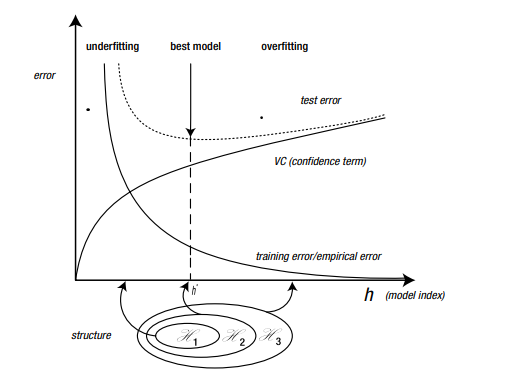 underfitting best model overfitting
error
test error
VC (confidence term)
training error/empirical error
h*
h (model index)
structure
ℋ1 ℋ2 ℋ3